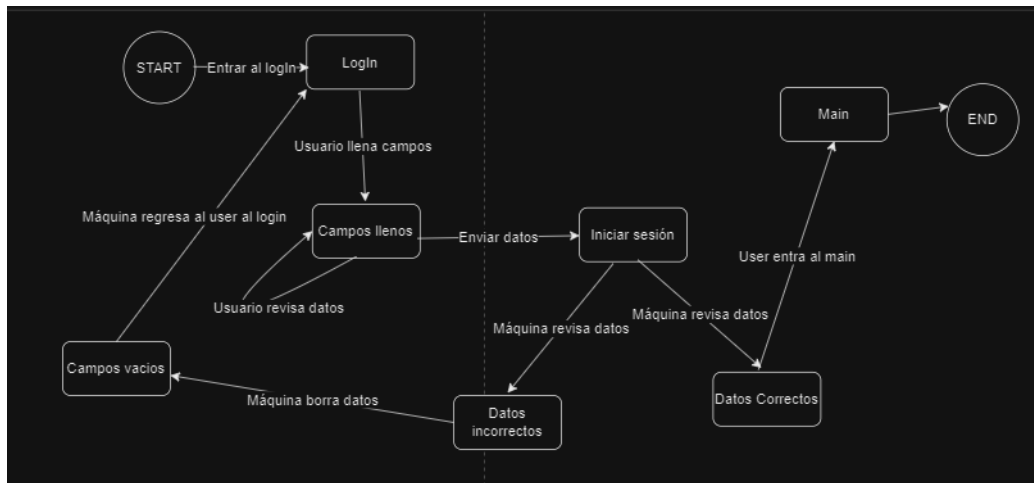 START
Entrar al logIn
LogIn
Usuario llena campos
Main
END
Máquina regresa al user al login
Campos llenos
Enviar datos
Iniciar sesión
User entra al main
Usuario revisa datos
Máquina revisa datos
Máquina revisa datos
Campos vacios
Máquina borra datos
Datos
incorrectos
Datos Correctos